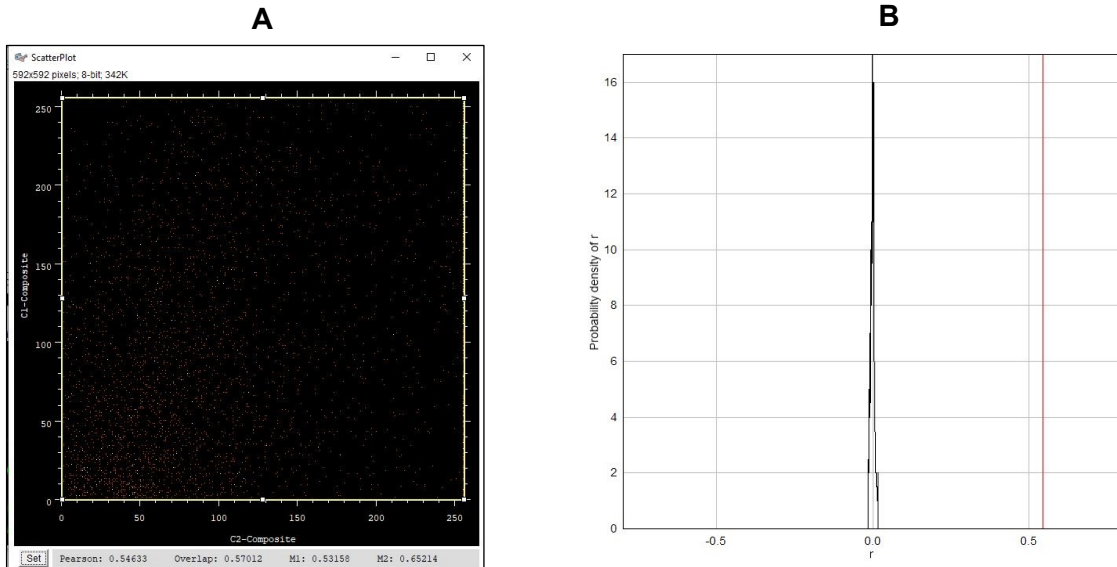 A
ScatterPlot
592x592 pixels; 8-bit; 342K
250
200
150
100
50
0
C1-Composite
0 50 100 150 200 250
C2-Composite
Set Pearson: 0.54633 Overlap: 0.57012 M1: 0.53158 M2: 0.65214
B
16
14
12
10
8
6
4
2
0
Probability density of r
-0.5 0.0 0.5
r